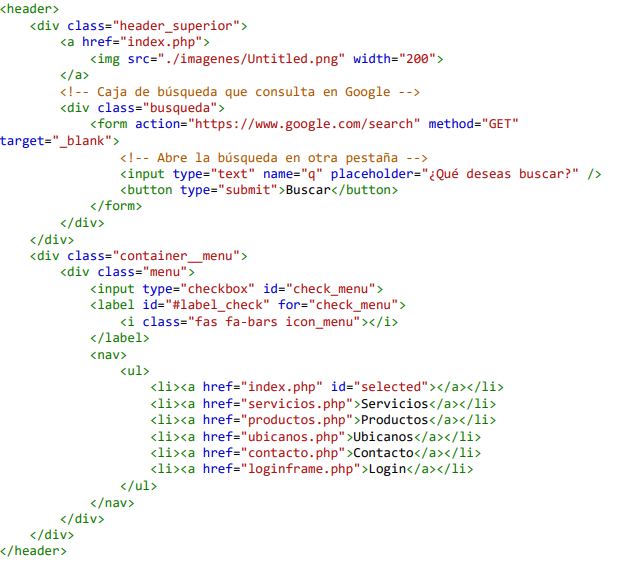 <header>
    <div class="header_superior">
        <a href="index.php">
            <img src="./imagenes/Untitled.png" width="200">
        </a>
        <!-- Caja de búsqueda que consulta en Google -->
        <div class="busqueda">
            <form action="https://www.google.com/search" method="GET"
target="_blank">
                <!-- Abre la búsqueda en otra pestaña -->
                <input type="text" name="q" placeholder="¿Qué deseas buscar?" />
                <button type="submit">Buscar</button>
            </form>
        </div>
    </div>
    <div class="container__menu">
        <div class="menu">
            <input type="checkbox" id="check_menu">
            <label id="#label_check" for="check_menu">
                <i class="fas fa-bars icon_menu"></i>
            </label>
            <nav>
                <ul>
                    <li><a href="index.php" id="selected"></a></li>
                    <li><a href="servicios.php">Servicios</a></li>
                    <li><a href="productos.php">Productos</a></li>
                    <li><a href="ubicanos.php">Ubicanos</a></li>
                    <li><a href="contacto.php">Contacto</a></li>
                    <li><a href="loginframe.php">Login</a></li>
                </ul>
            </nav>
        </div>
    </div>
</header>